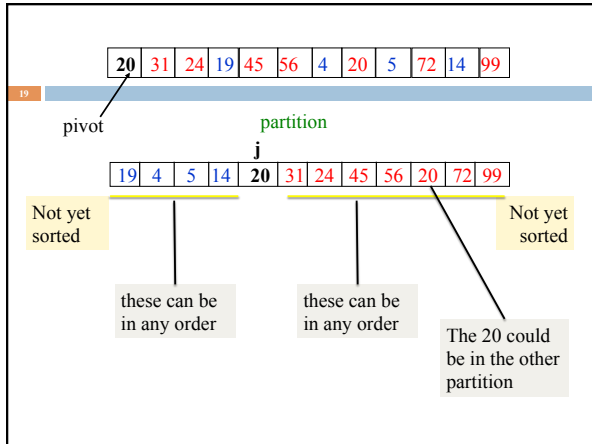 20 31 24 19 45 56 4 20 5 72 14 99
19
pivot
partition
j
19 4 5 14 20 31 24 45 56 20 72 99
Not yet
sorted
Not yet
sorted
these can be
in any order
these can be
in any order
The 20 could
be in the other
partition